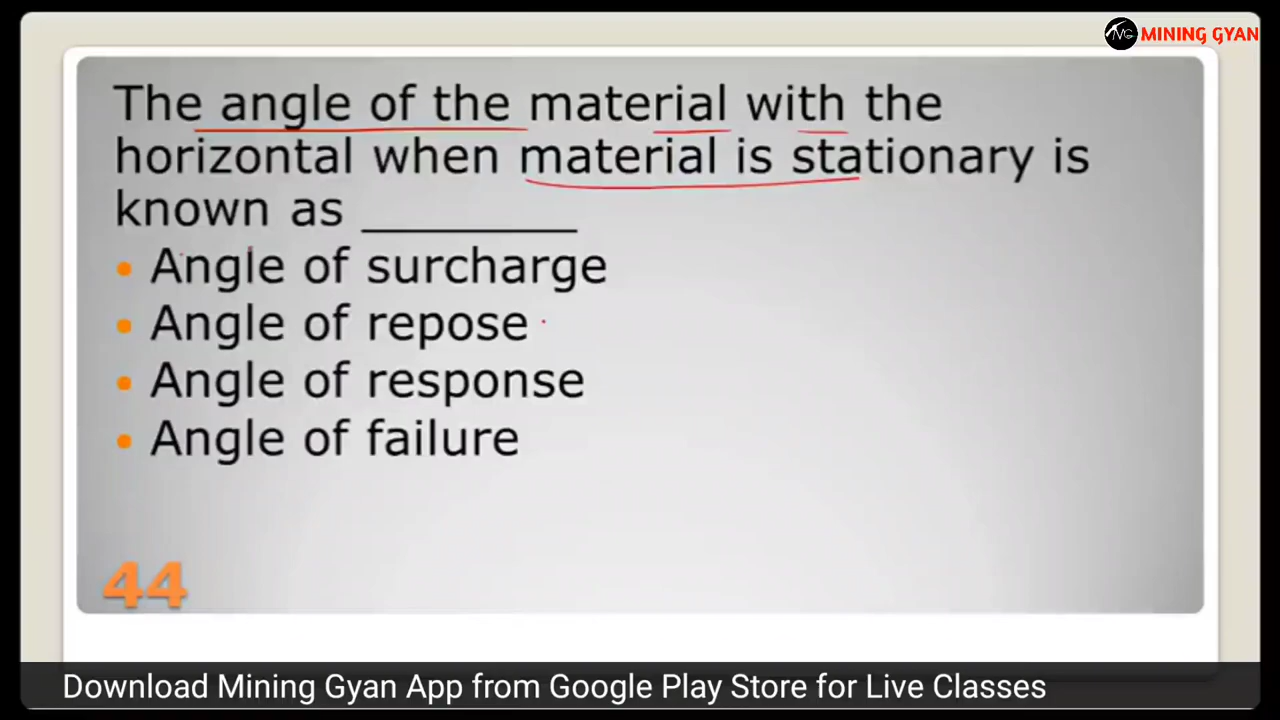 MINING GYAN
The angle of the material with the
horizontal when material is stationary is
known as _________
• Angle of surcharge
• Angle of repose
• Angle of response
• Angle of failure
44
Download Mining Gyan App from Google Play Store for Live Classes